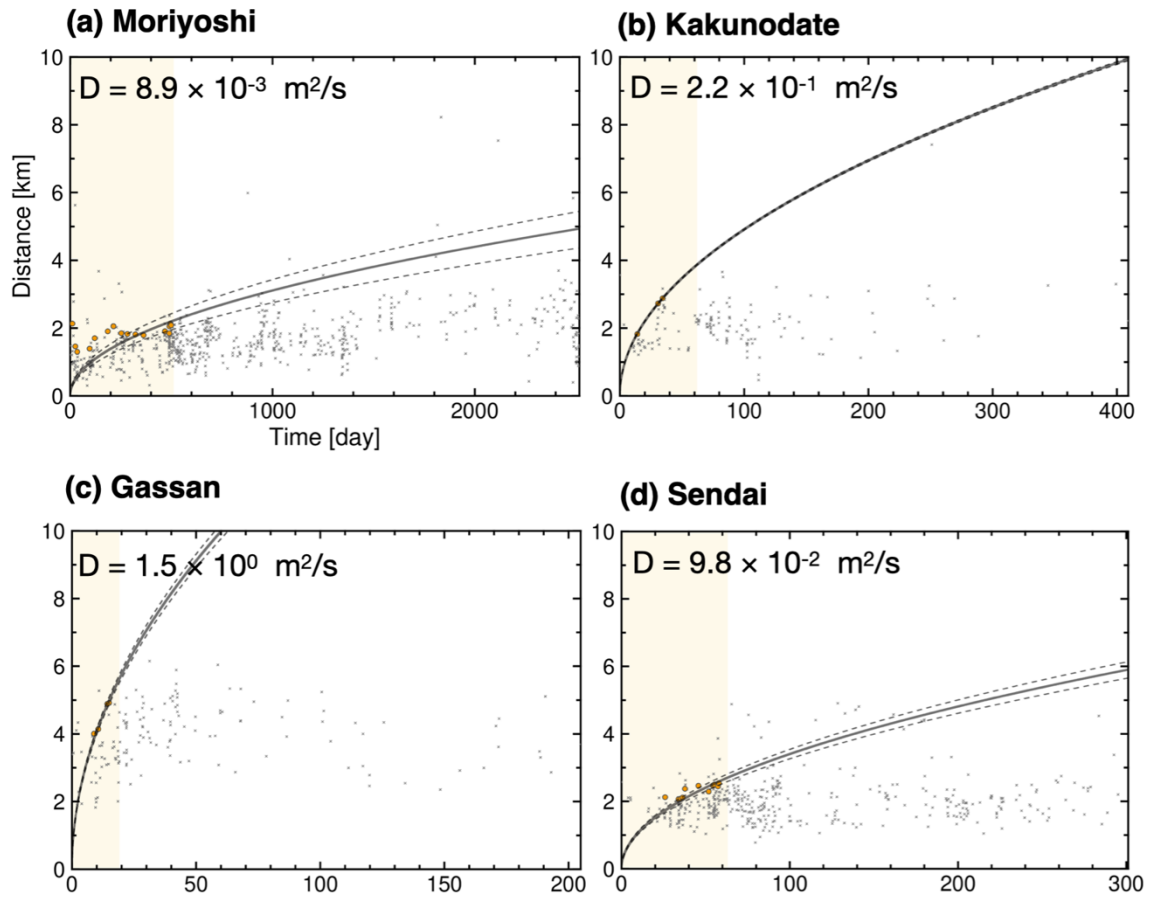 (a) Moriyoshi
(b) Kakunodate
D = 8.9 × 10⁻³ m²/s
D = 2.2 × 10⁻¹ m²/s
Distance [km]
10
8
6
4
2
0
0 1000 2000
Time [day]
10
8
6
4
2
0
0 100 200 300 400
(c) Gassan
(d) Sendai
D = 1.5 × 10⁰ m²/s
D = 9.8 × 10⁻² m²/s
10
8
6
4
2
0
0 50 100 150 200
10
8
6
4
2
0
0 100 200 300